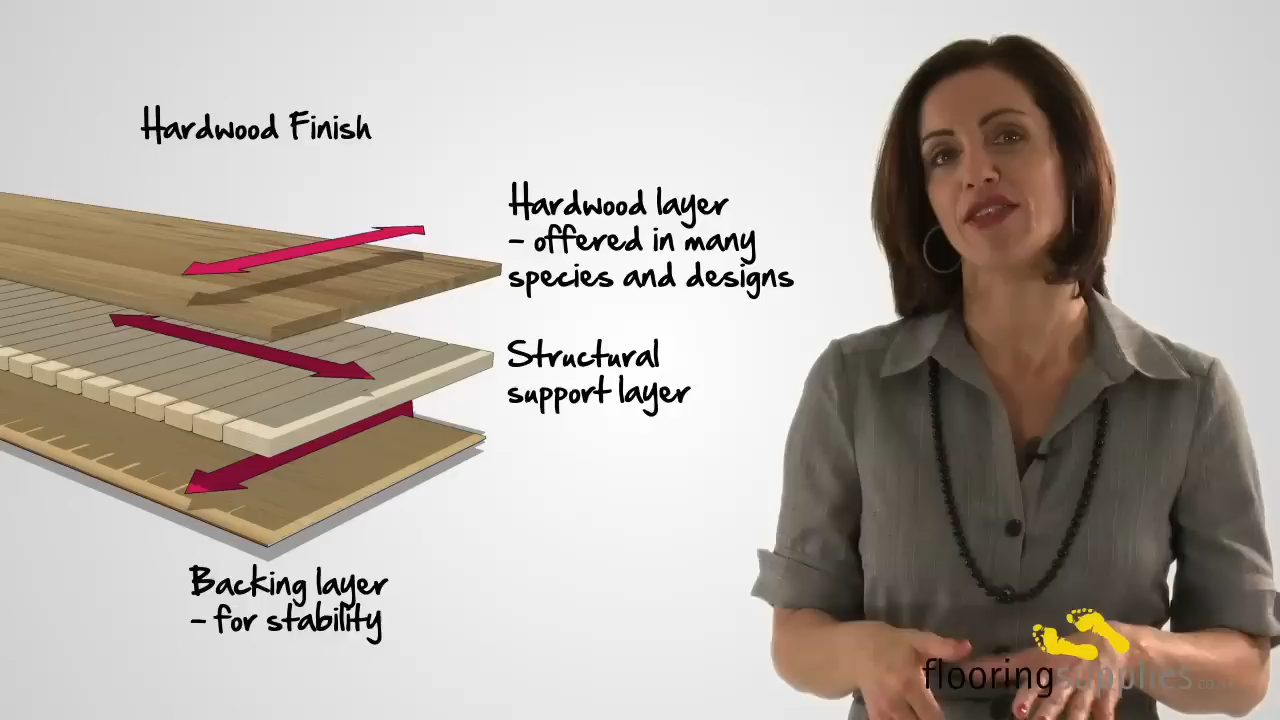 Hardwood Finish
Hardwood layer
– offered in many
species and designs
Structural
support layer
Backing layer
– for stability
flooringsupplies